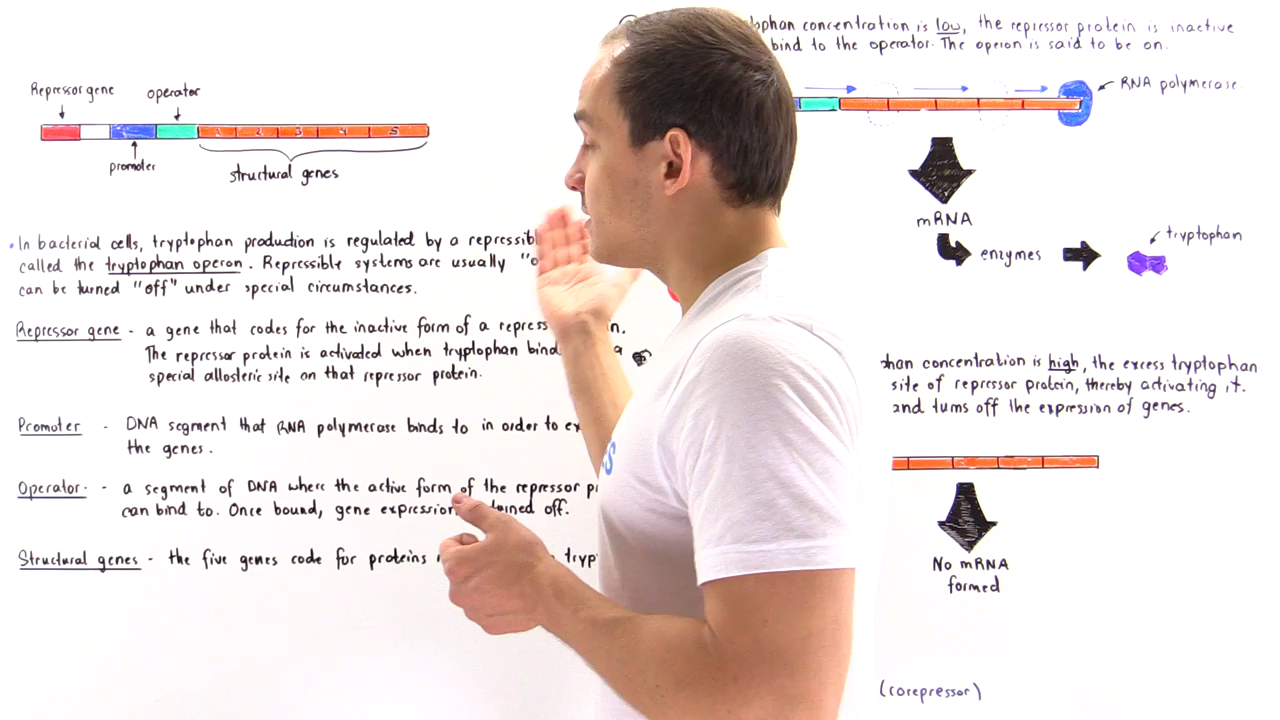 Repressor gene
operator
promoter
1 2 3 4 5
structural genes
• In bacterial cells, tryptophan production is regulated by a
called the tryptophan operon. Repressible systems are usually
can be turned "off" under special circumstances.
Repressor gene - a gene that codes for the inactive form of a
The repressor protein is activated when tryptophan a
special allosteric site on that repressor protein.
Promoter - DNA segment that RNA polymerase binds to in order to
the genes.
Operator - a segment of DNA where the active form of the repressor
can bind to. Once bound, gene expression off.
Structural genes - the five genes code for proteins
concentration is low, the repressor protein is inactive
bind to the operator. The operon is said to be on.
RNA polymerase
mRNA
enzymes
tryptophan
concentration is high, the excess tryptophan
site of repressor protein, thereby activating it.
and turns off the expression of genes.
No mRNA
formed
(corepressor)